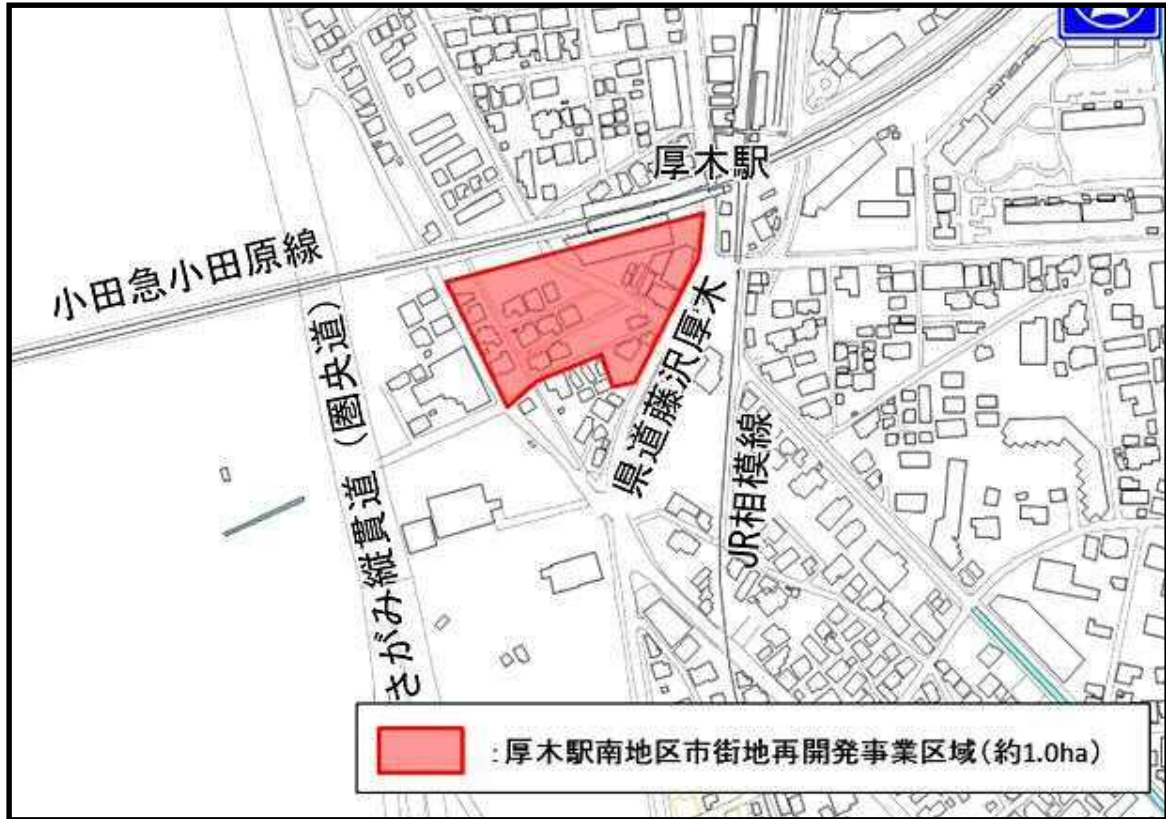 厚木駅
小田急小田原線
さがみ縦貫道（圏央道）
県道藤沢厚木
JR相模線
：厚木駅南地区市街地再開発事業区域（約1.0ha）